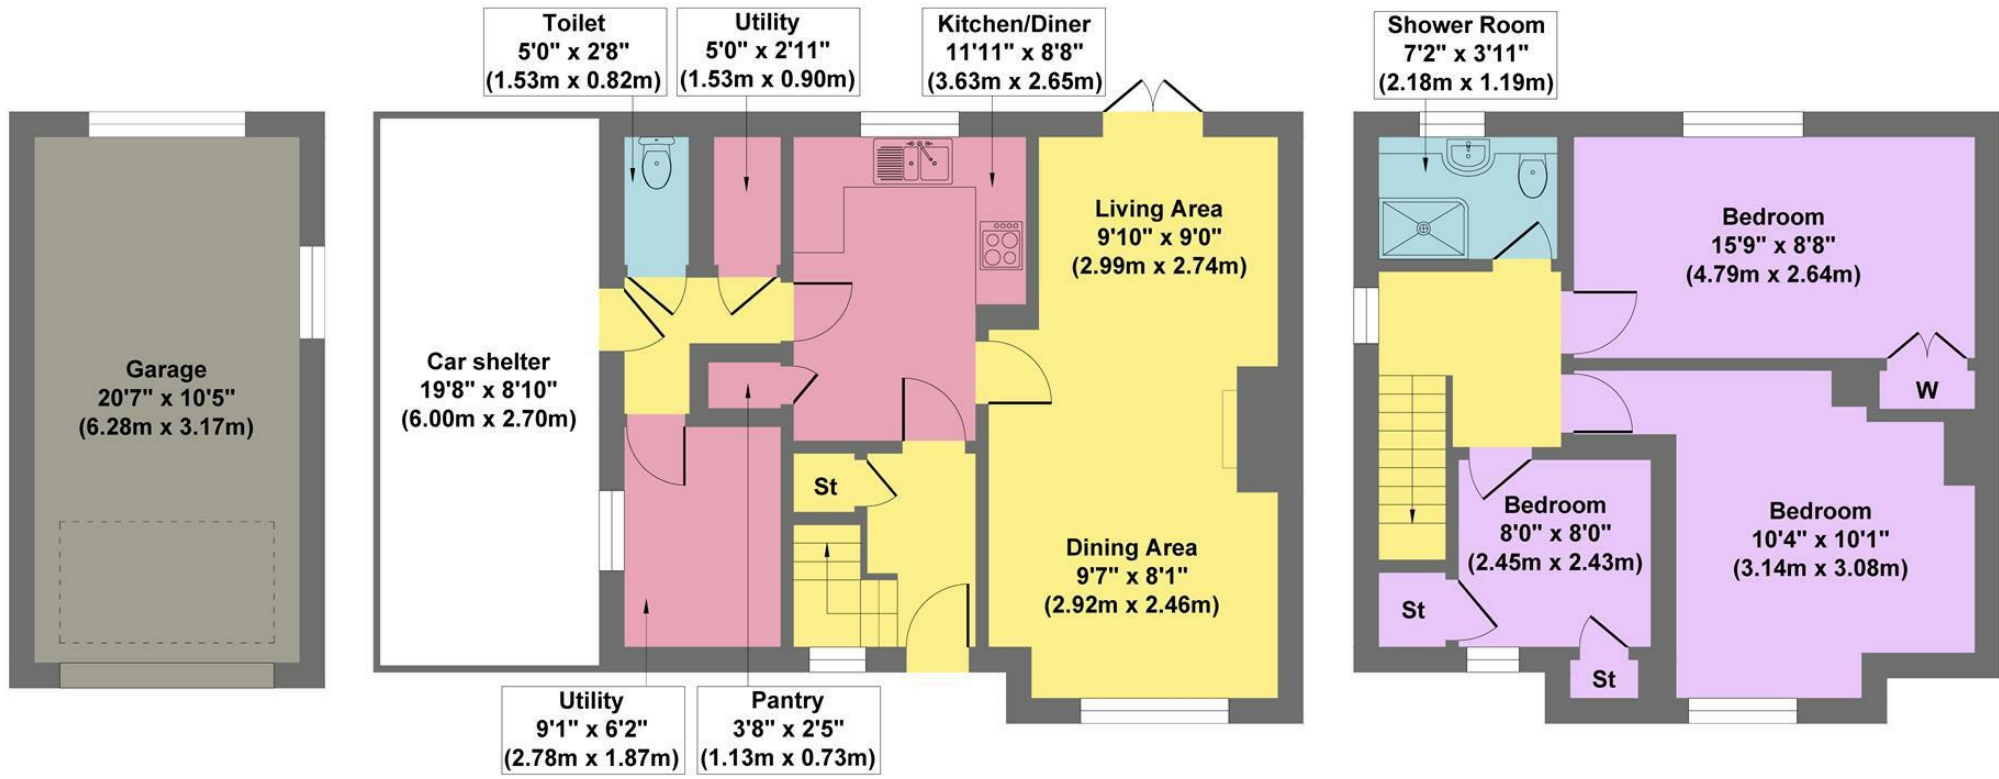 Toilet
5'0" x 2'8"
(1.53m x 0.82m)
Utility
5'0" x 2'11"
(1.53m x 0.90m)
Kitchen/Diner
11'11" x 8'8"
(3.63m x 2.65m)
Shower Room
7'2" x 3'11"
(2.18m x 1.19m)
Garage
20'7" x 10'5"
(6.28m x 3.17m)
Car shelter
19'8" x 8'10"
(6.00m x 2.70m)
Living Area
9'10" x 9'0"
(2.99m x 2.74m)
Bedroom
15'9" x 8'8"
(4.79m x 2.64m)
W
St
Dining Area
9'7" x 8'1"
(2.92m x 2.46m)
Bedroom
8'0" x 8'0"
(2.45m x 2.43m)
Bedroom
10'4" x 10'1"
(3.14m x 3.08m)
St
St
Utility
9'1" x 6'2"
(2.78m x 1.87m)
Pantry
3'8" x 2'5"
(1.13m x 0.73m)